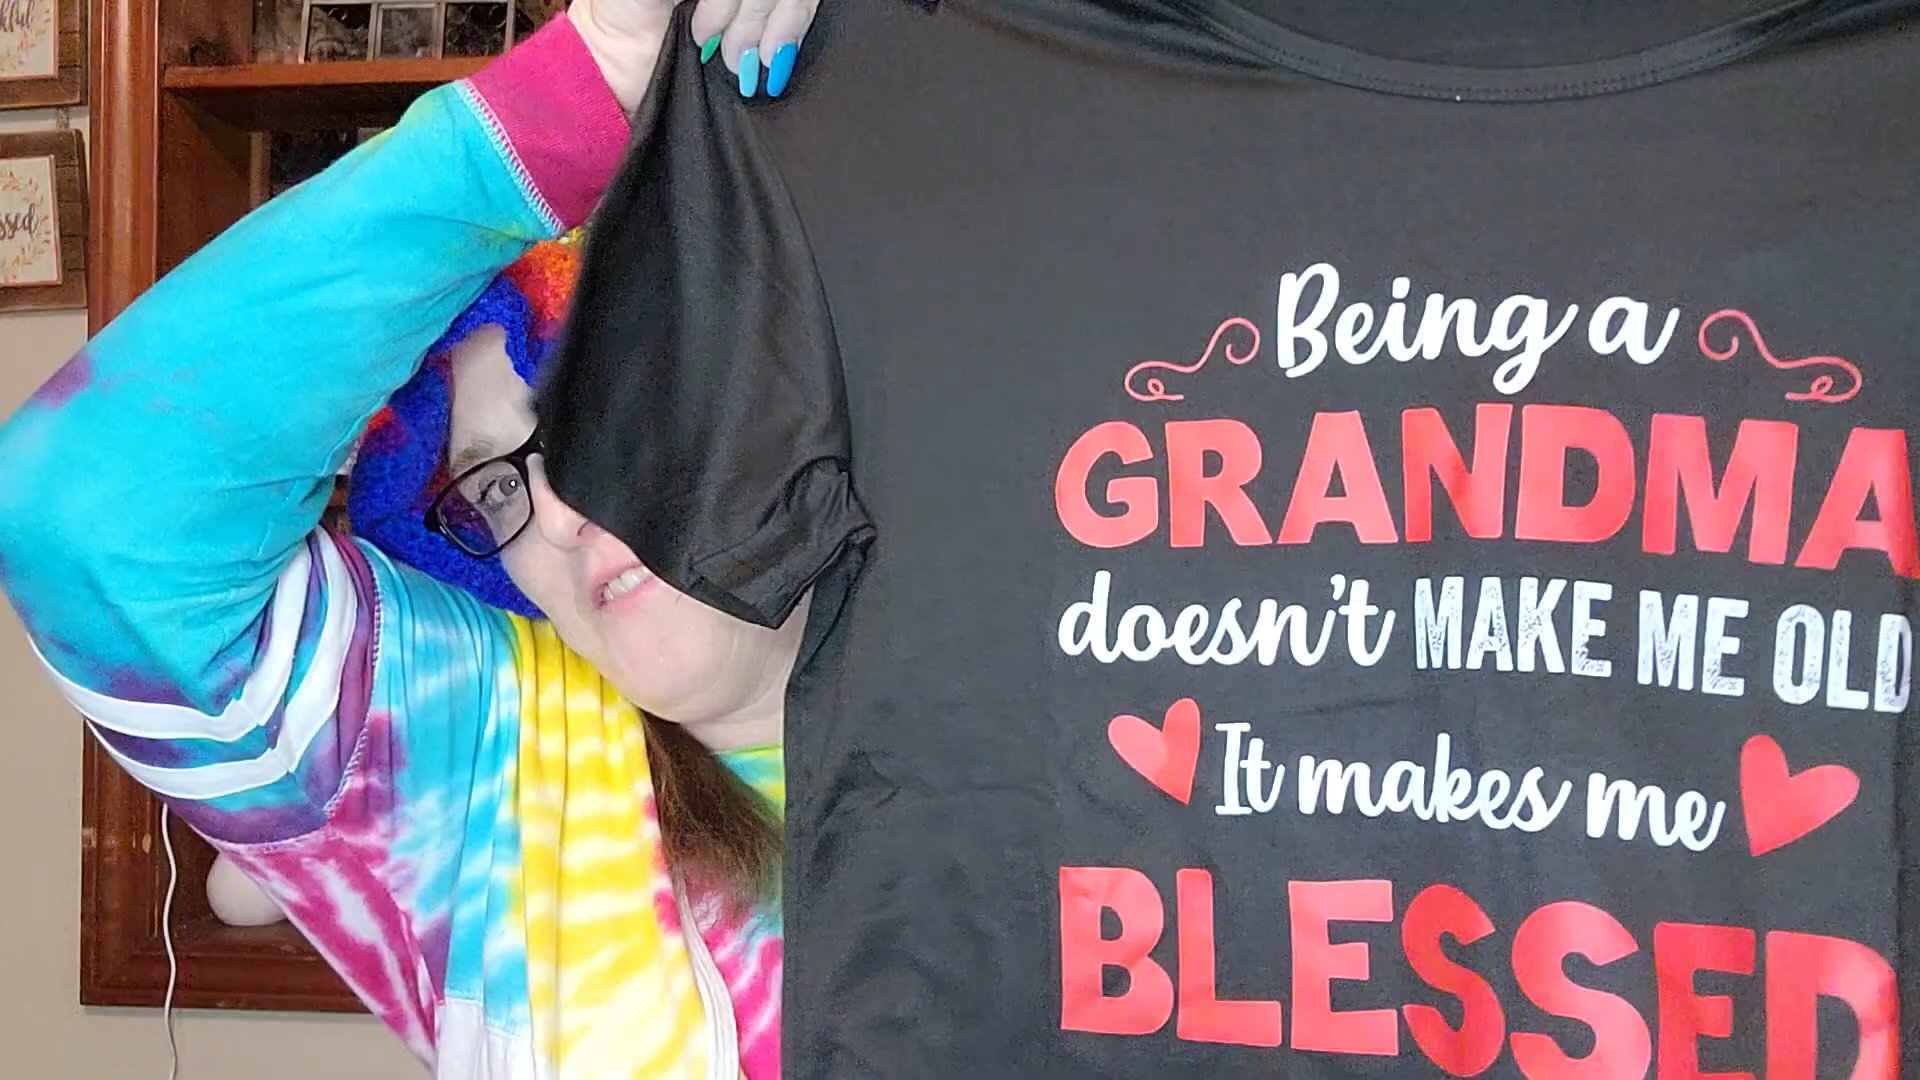 Being a
GRANDMA
doesn't MAKE ME OLD
It makes me
BLESSED